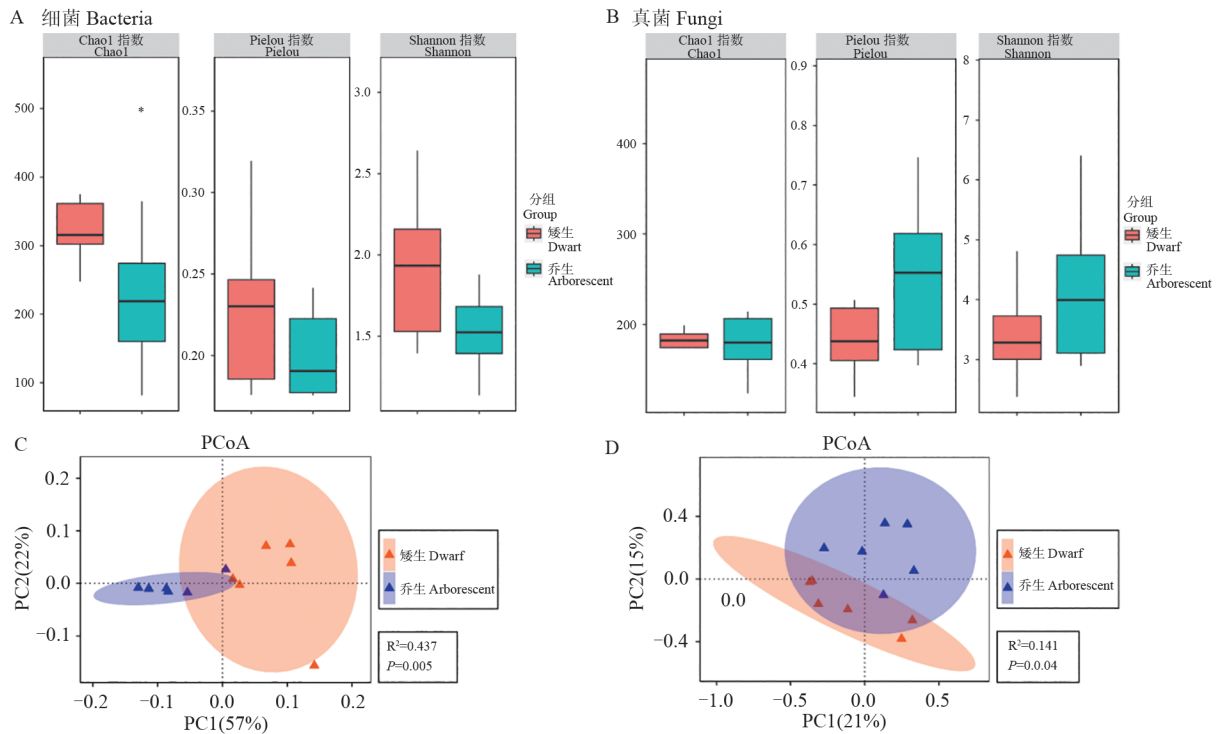 A 细菌 Bacteria
Chao1 指数
Chao1
Pielou 指数
Pielou
Shannon 指数
Shannon
500
400
300
200
100
0.35
0.30
0.25
0.20
3.0
2.5
2.0
1.5
*
分组
Group
矮生
Dwart
乔生
Arborescent
B 真菌 Fungi
Chao1 指数
Chao1
Pielou 指数
Pielou
Shannon 指数
Shannon
400
300
200
0.9
0.8
0.7
0.6
0.5
0.4
8
7
6
5
4
3
分组
Group
矮生
Dwarf
乔生
Arborescent
C
PCoA
PC2(22%)
0.2
0.1
0.0
−0.1
−0.2
−0.1
0.0
0.1
0.2
PC1(57%)
矮生 Dwarf
乔生 Arborescent
R²=0.437
P=0.005
D
PCoA
PC2(15%)
0.4
0.0
−0.4
0.0
−1.0
−0.5
0.0
0.5
PC1(21%)
矮生 Dwarf
乔生 Arborescent
R²=0.141
P=0.0.04